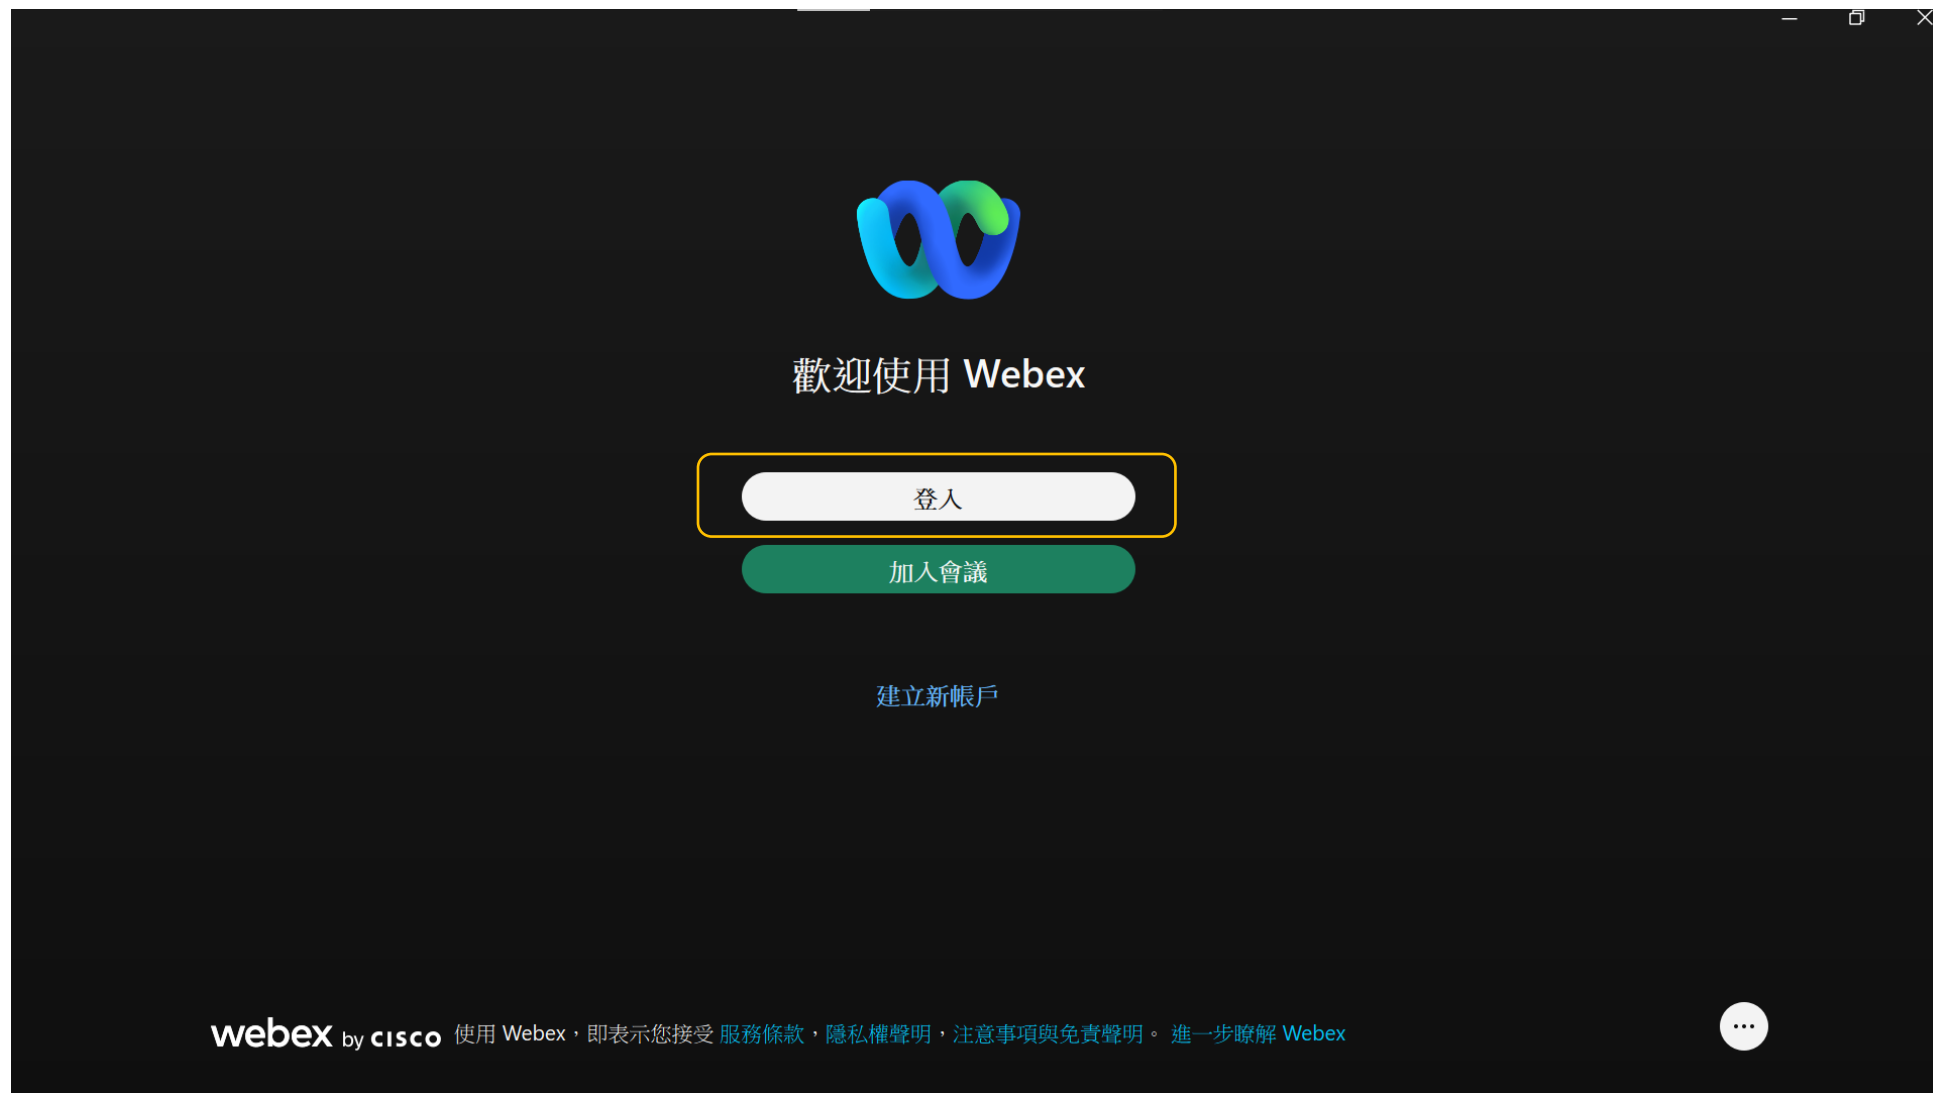 歡迎使用 Webex
登入
加入會議
建立新帳戶
webex by CISCO 使用 Webex，即表示您接受 服務條款，隱私權聲明，注意事項與免責聲明。 進一步瞭解 Webex